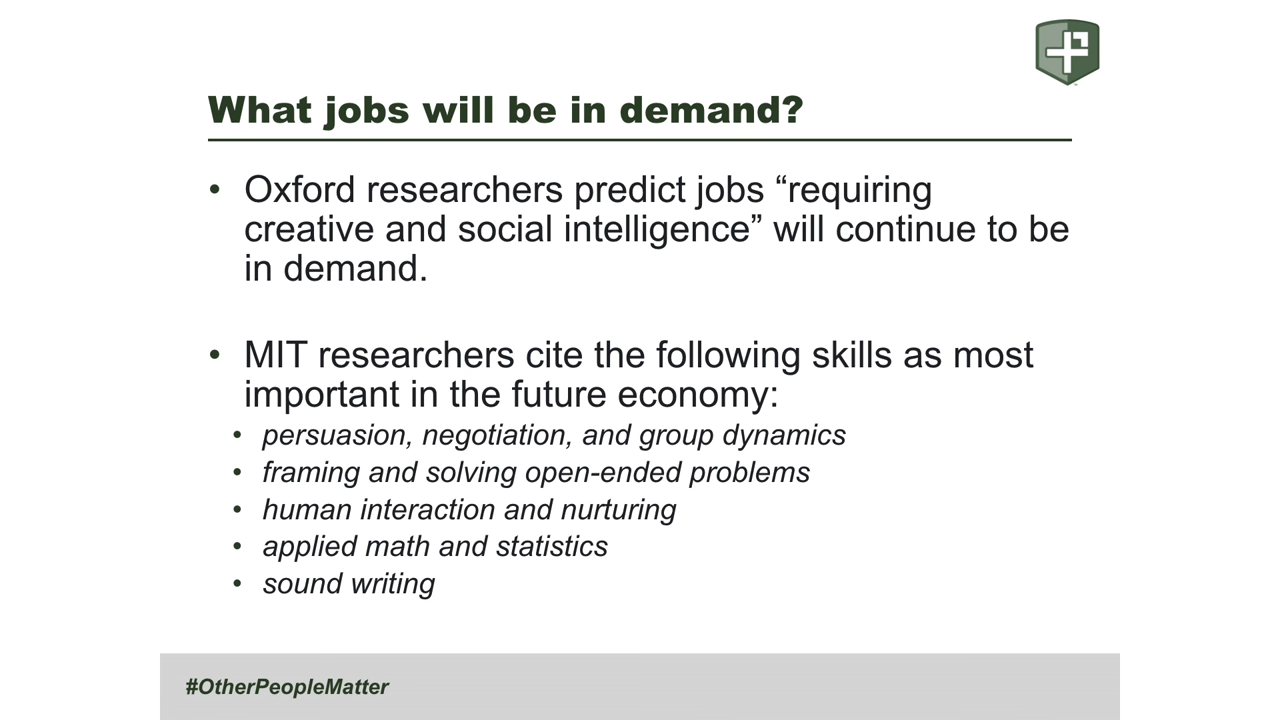 What jobs will be in demand?
• Oxford researchers predict jobs “requiring
creative and social intelligence” will continue to be
in demand.
• MIT researchers cite the following skills as most
important in the future economy:
• persuasion, negotiation, and group dynamics
• framing and solving open-ended problems
• human interaction and nurturing
• applied math and statistics
• sound writing
#OtherPeopleMatter